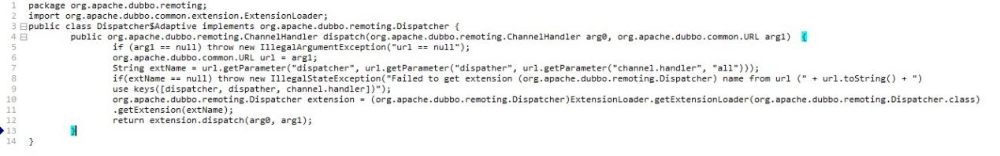 1 package org.apache.dubbo.remoting;
2 import org.apache.dubbo.common.extension.ExtensionLoader;
3 public class Dispatcher$Adaptive implements org.apache.dubbo.remoting.Dispatcher {
4 public org.apache.dubbo.remoting.ChannelHandler dispatch(org.apache.dubbo.remoting.ChannelHandler arg0, org.apache.dubbo.common.URL arg1) {
5 if (arg1 == null) throw new IllegalArgumentException("url == null");
6 org.apache.dubbo.common.URL url = arg1;
7 String extName = url.getParameter("dispatcher", url.getParameter("dispather", url.getParameter("channel.handler", "all")));
8 if(extName == null) throw new IllegalStateException("Failed to get extension (org.apache.dubbo.remoting.Dispatcher) name from url (" + url.toString() + ")
9 use keys([dispatcher, dispather, channel.handler])");
10 org.apache.dubbo.remoting.Dispatcher extension = (org.apache.dubbo.remoting.Dispatcher)ExtensionLoader.getExtensionLoader(org.apache.dubbo.remoting.Dispatcher.class)
11 .getExtension(extName);
12 return extension.dispatch(arg0, arg1);
13 }
14 }